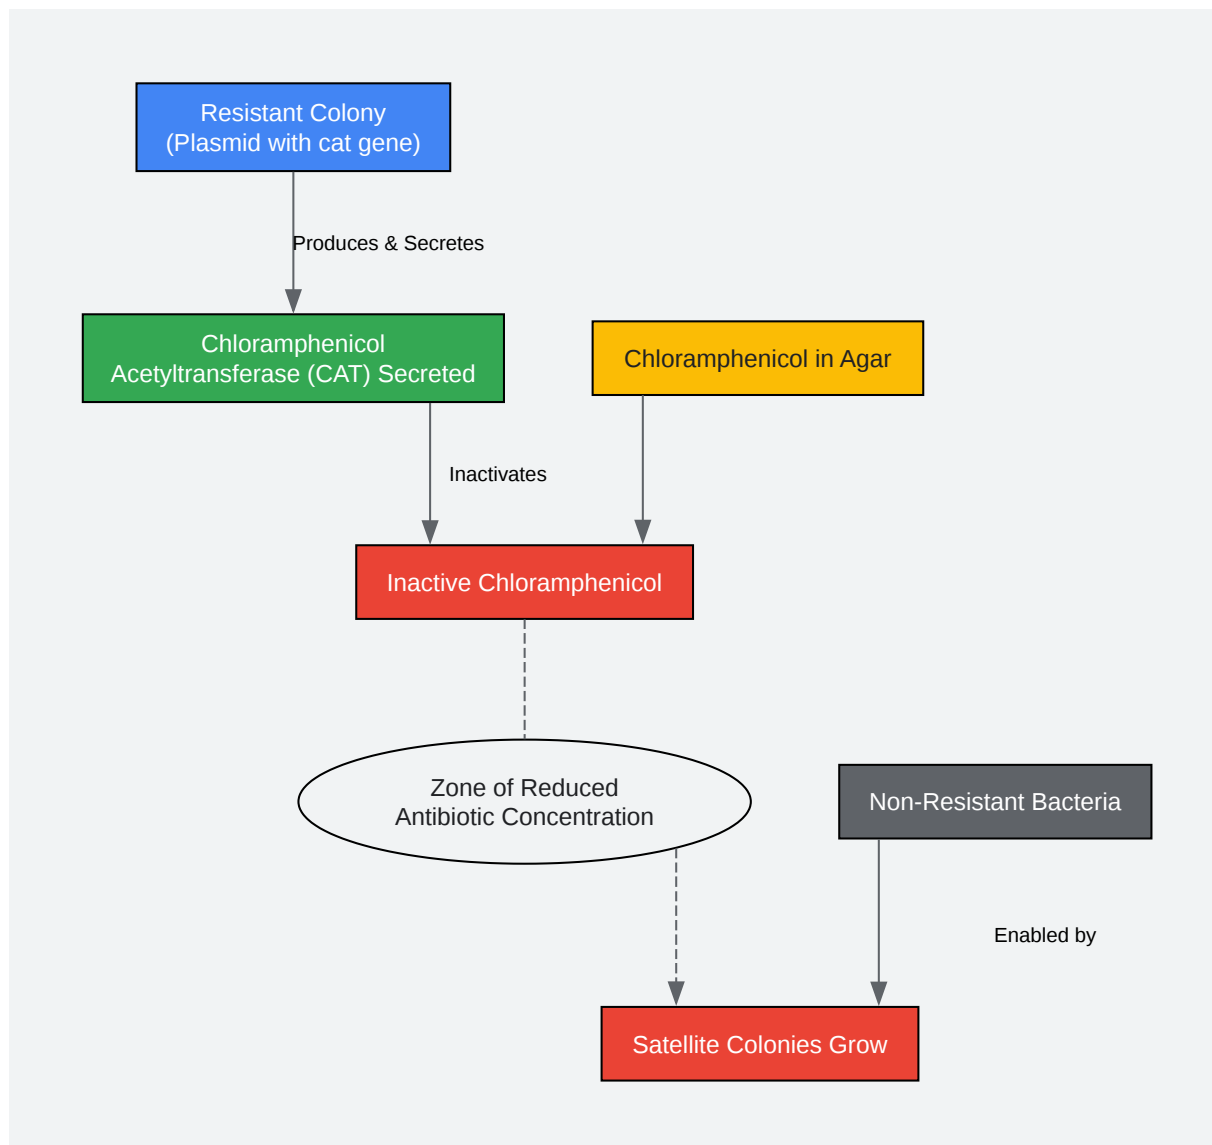 Resistant Colony
(Plasmid with cat gene)
Produces & Secretes
Chloramphenicol
Acetyltransferase (CAT) Secreted
Chloramphenicol in Agar
Inactivates
Inactive Chloramphenicol
Zone of Reduced
Antibiotic Concentration
Non-Resistant Bacteria
Enabled by
Satellite Colonies Grow